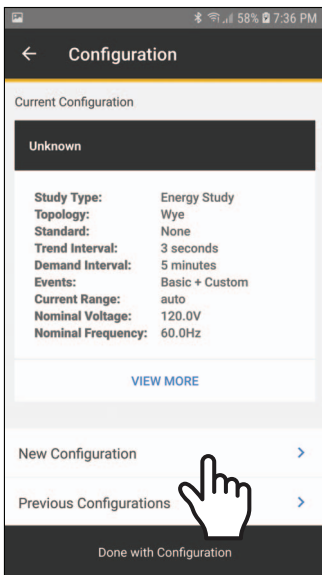 58% 7:36 PM
Configuration
Current Configuration
Unknown
Study Type: Energy Study
Topology: Wye
Standard: None
Trend Interval: 3 seconds
Demand Interval: 5 minutes
Events: Basic + Custom
Current Range: auto
Nominal Voltage: 120.0V
Nominal Frequency: 60.0Hz
VIEW MORE
New Configuration
Previous Configurations
Done with Configuration